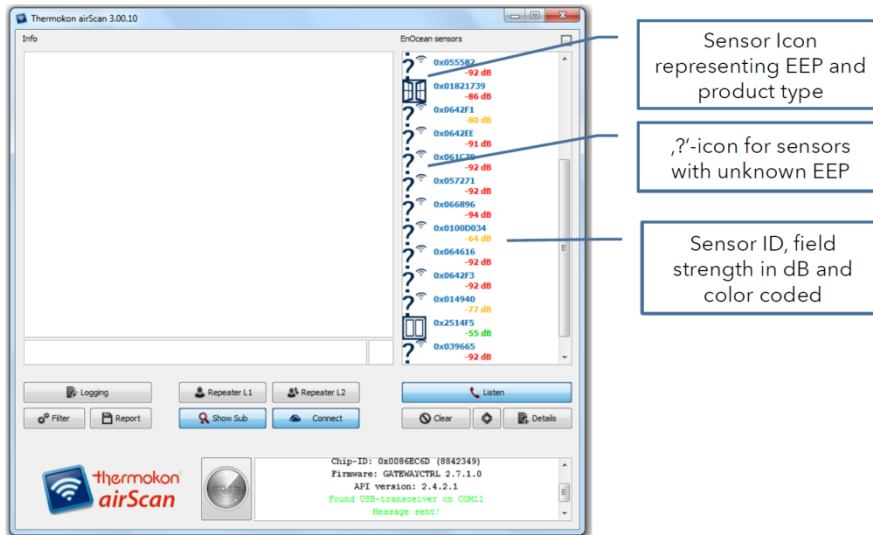 Thermokon airScan 3.00.10
Info
EnOcean sensors
0x055582
-92 dB
0x01821739
-86 dB
0x0642F1
-80 dB
0x0642EE
-91 dB
0x061C70
-92 dB
0x057271
-92 dB
0x066896
-94 dB
0x0100D034
-64 dB
0x064616
-92 dB
0x0642F3
-92 dB
0x014940
-77 dB
0x2514F5
-55 dB
0x039665
-92 dB
Sensor Icon
representing EEP and
product type
‚?‘-icon for sensors
with unknown EEP
Sensor ID, field
strength in dB and
color coded
Logging
Repeater L1
Repeater L2
Listen
Filter
Report
Show Sub
Connect
Clear
Details
thermokon
airScan
Chip-ID: 0x0086EC6D (8842349)
Firmware: GATEWAYCTRL 2.7.1.0
API version: 2.4.2.1
Found USB-transceiver on COM11
Message sent!